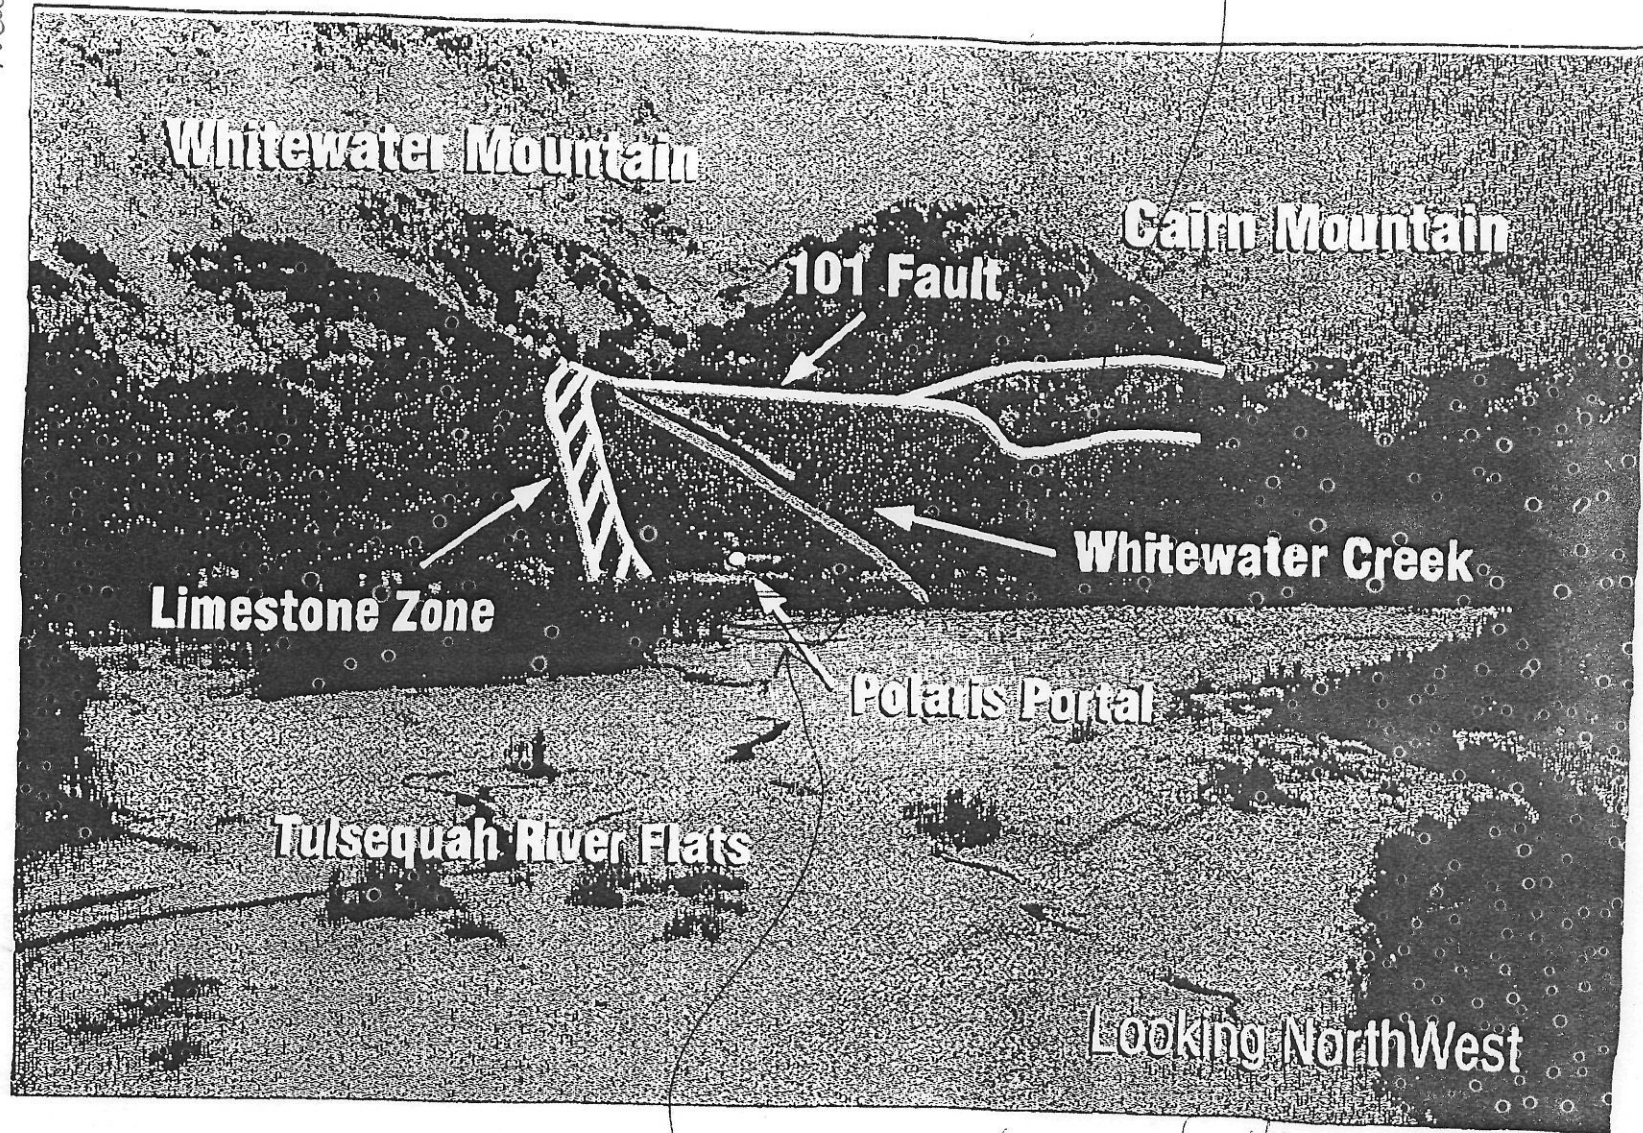 Whitewater Mountain
Cairn Mountain
101 Fault
Whitewater Creek
Limestone Zone
Polaris Portal
Tulsequah River Flats
Looking NorthWest